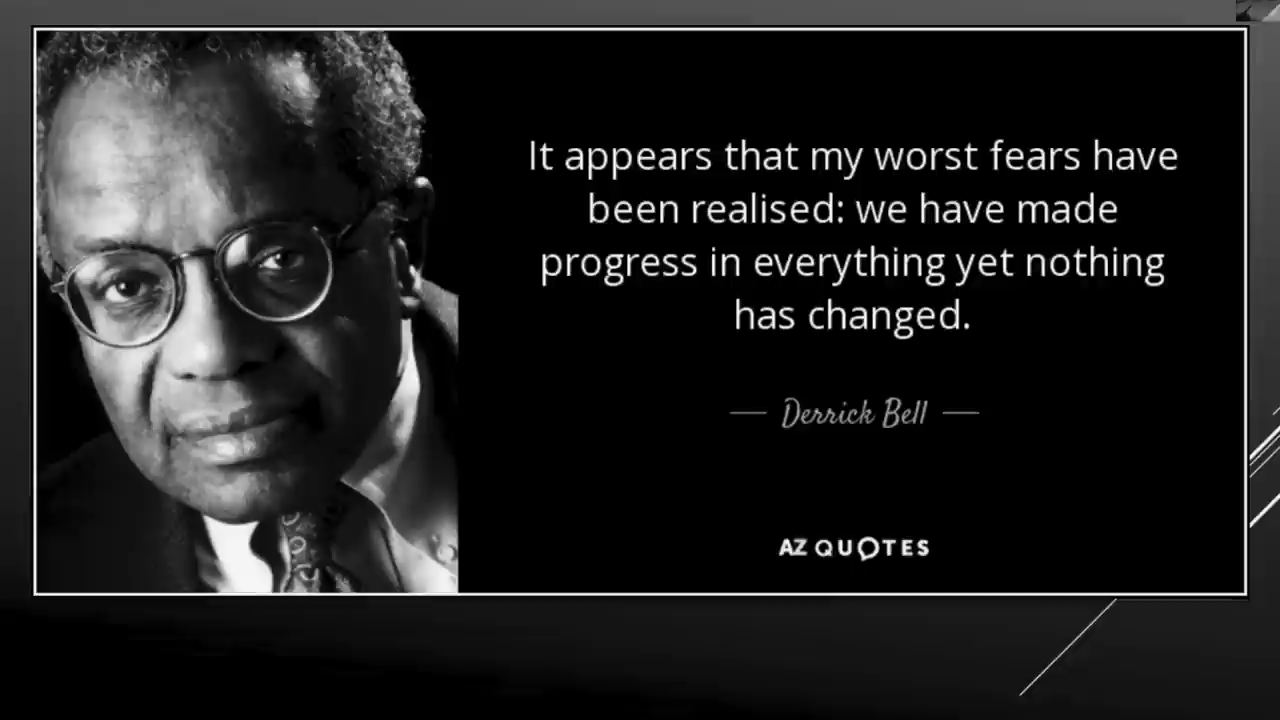 It appears that my worst fears have
been realised: we have made
progress in everything yet nothing
has changed.
Derrick Bell
AZ QUOTES